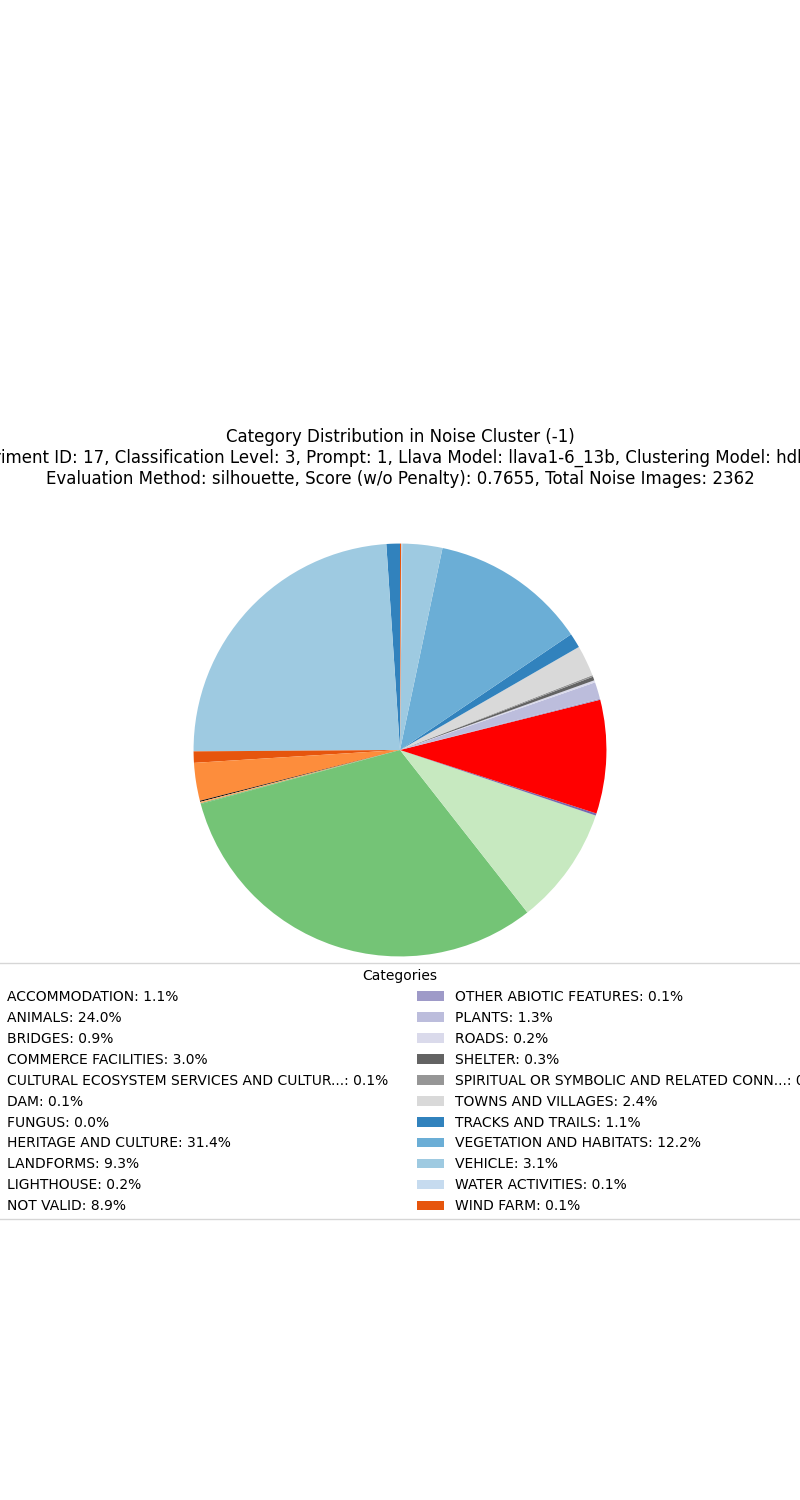 Category Distribution in Noise Cluster (-1)
riment ID: 17, Classification Level: 3, Prompt: 1, Llava Model: llava1-6_13b, Clustering Model: hdl
Evaluation Method: silhouette, Score (w/o Penalty): 0.7655, Total Noise Images: 2362
Categories
ACCOMMODATION: 1.1%
ANIMALS: 24.0%
BRIDGES: 0.9%
COMMERCE FACILITIES: 3.0%
CULTURAL ECOSYSTEM SERVICES AND CULTUR...: 0.1%
DAM: 0.1%
FUNGUS: 0.0%
HERITAGE AND CULTURE: 31.4%
LANDFORMS: 9.3%
LIGHTHOUSE: 0.2%
NOT VALID: 8.9%
OTHER ABIOTIC FEATURES: 0.1%
PLANTS: 1.3%
ROADS: 0.2%
SHELTER: 0.3%
SPIRITUAL OR SYMBOLIC AND RELATED CONN...:
TOWNS AND VILLAGES: 2.4%
TRACKS AND TRAILS: 1.1%
VEGETATION AND HABITATS: 12.2%
VEHICLE: 3.1%
WATER ACTIVITIES: 0.1%
WIND FARM: 0.1%